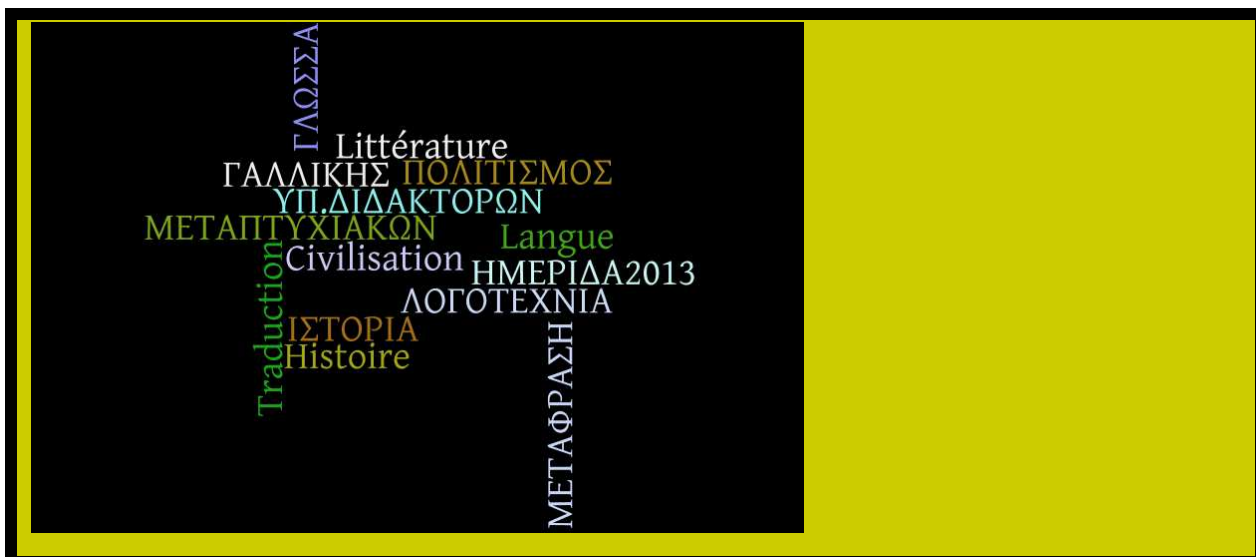 ΓΛΩΣΣΑ
Littérature
ΓΑΛΛΙΚΗΣ ΠΟΛΙΤΙΣΜΟΣ
ΥΠ.ΔΙΔΑΚΤΟΡΩΝ
ΜΕΤΑΠΤΥΧΙΑΚΩΝ
Langue
Civilisation
ΗΜΕΡΙΔΑ2013
ΛΟΓΟΤΕΧΝΙΑ
Traduction
ΙΣΤΟΡΙΑ
Histoire
ΜΕΤΑΦΡΑΣΗ